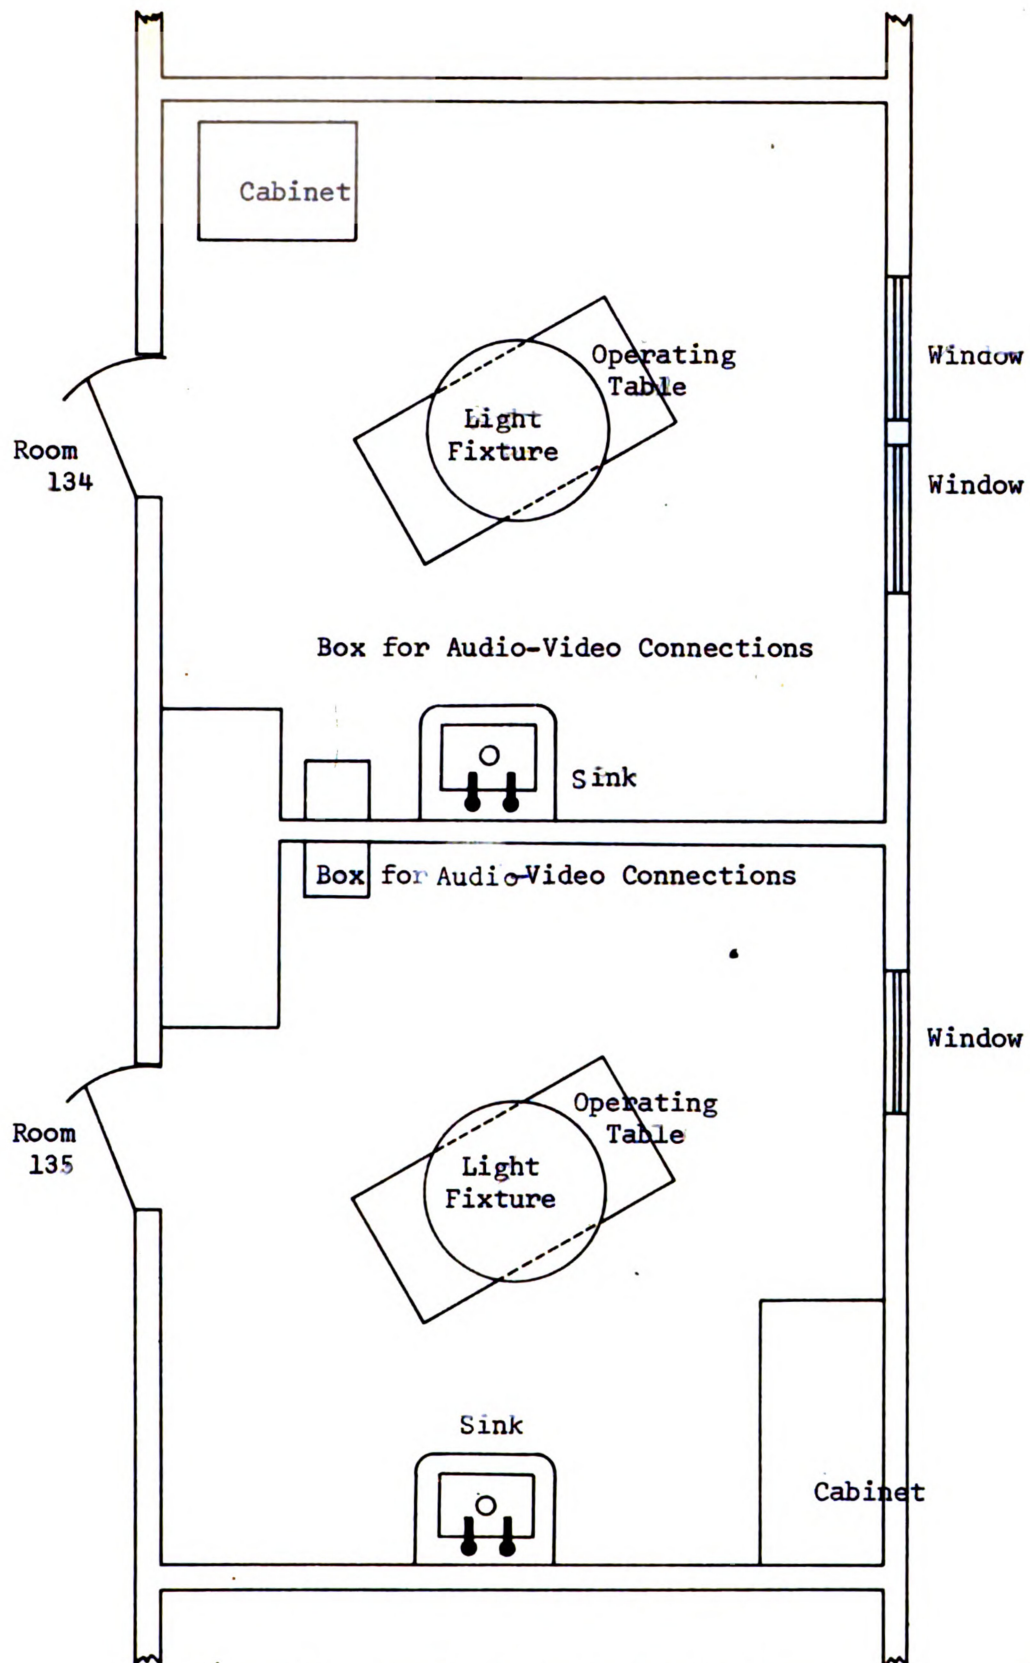 Cabinet
Operating
Table
Window
Light
Fixture
Room
134
Window
Box for Audio-Video Connections
Sink
Box for Audio-Video Connections
Window
Operating
Table
Room
135
Light
Fixture
Sink
Cabinet